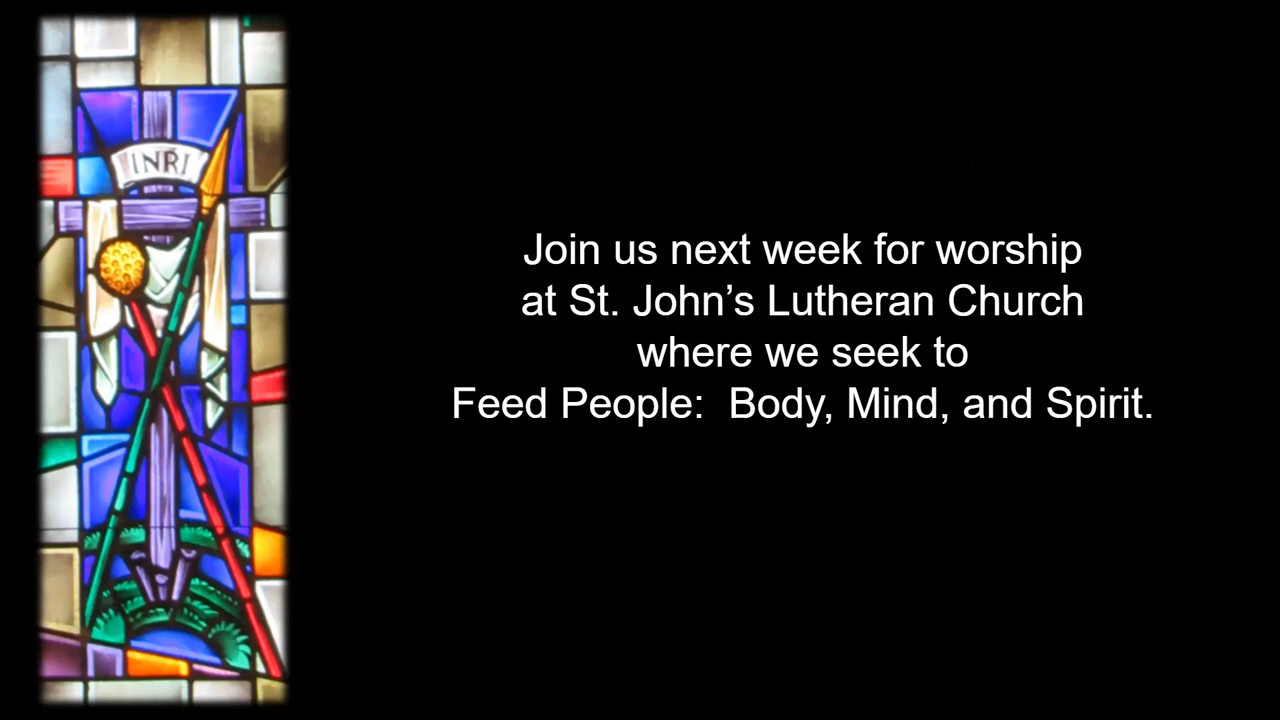 INRI
Join us next week for worship
at St. John’s Lutheran Church
where we seek to
Feed People:  Body, Mind, and Spirit.